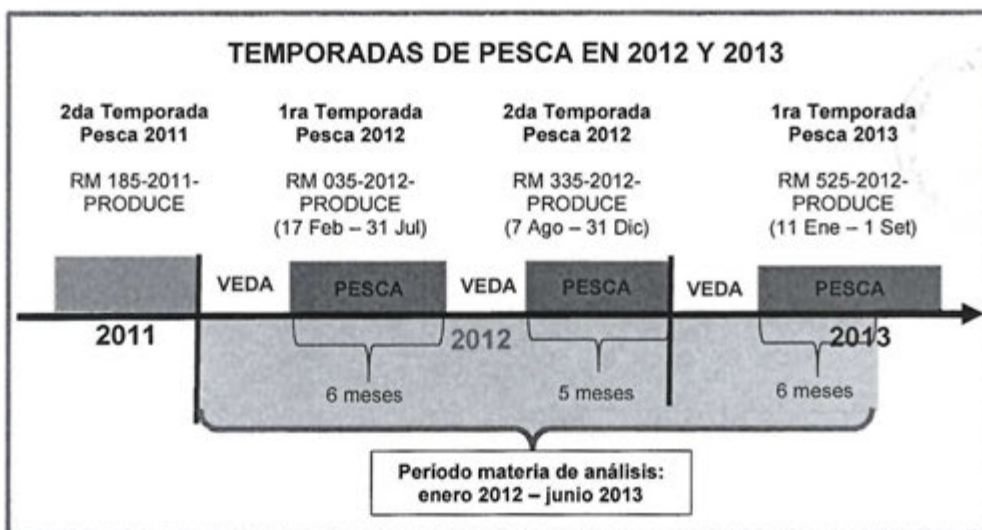 TEMPORADAS DE PESCA EN 2012 Y 2013
2da Temporada
Pesca 2011
RM 185-2011-
PRODUCE
1ra Temporada
Pesca 2012
RM 035-2012-
PRODUCE
(17 Feb – 31 Jul)
2da Temporada
Pesca 2012
RM 335-2012-
PRODUCE
(7 Ago – 31 Dic)
1ra Temporada
Pesca 2013
RM 525-2012-
PRODUCE
(11 Ene – 1 Set)
VEDA
PESCA
VEDA
PESCA
VEDA
PESCA
2011
2012
2013
6 meses
5 meses
6 meses
Período materia de análisis:
enero 2012 – junio 2013